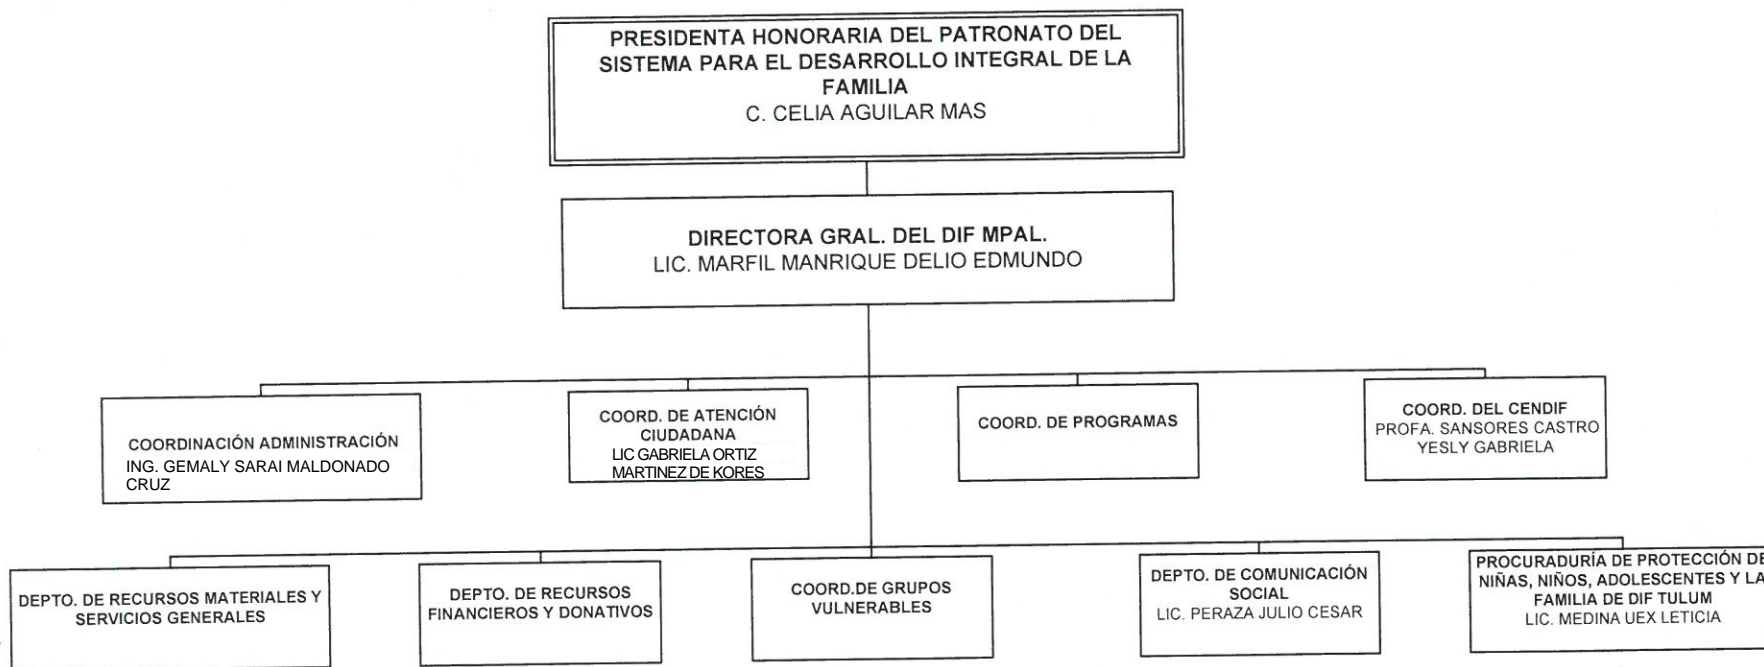 PRESIDENTA HONORARIA DEL PATRONATO DEL
SISTEMA PARA EL DESARROLLO INTEGRAL DE LA
FAMILIA
C. CELIA AGUILAR MAS
DIRECTORA GRAL. DEL DIF MPAL.
LIC. MARFIL MANRIQUE DELIO EDMUNDO
COORDINACIÓN ADMINISTRACIÓN
ING. GEMALY SARAI MALDONADO
CRUZ
COORD. DE ATENCIÓN
CIUDADANA
LIC GABRIELA ORTIZ
MARTINEZ DE KORES
COORD. DE PROGRAMAS
COORD. DEL CENDIF
PROFA. SANSORES CASTRO
YESLY GABRIELA
DEPTO. DE RECURSOS MATERIALES Y
SERVICIOS GENERALES
DEPTO. DE RECURSOS
FINANCIEROS Y DONATIVOS
COORD.DE GRUPOS
VULNERABLES
DEPTO. DE COMUNICACIÓN
SOCIAL
LIC. PERAZA JULIO CESAR
PROCURADURÍA DE PROTECCIÓN DE
NIÑAS, NIÑOS, ADOLESCENTES Y LA
FAMILIA DE DIF TULUM
LIC. MEDINA UEX LETICIA